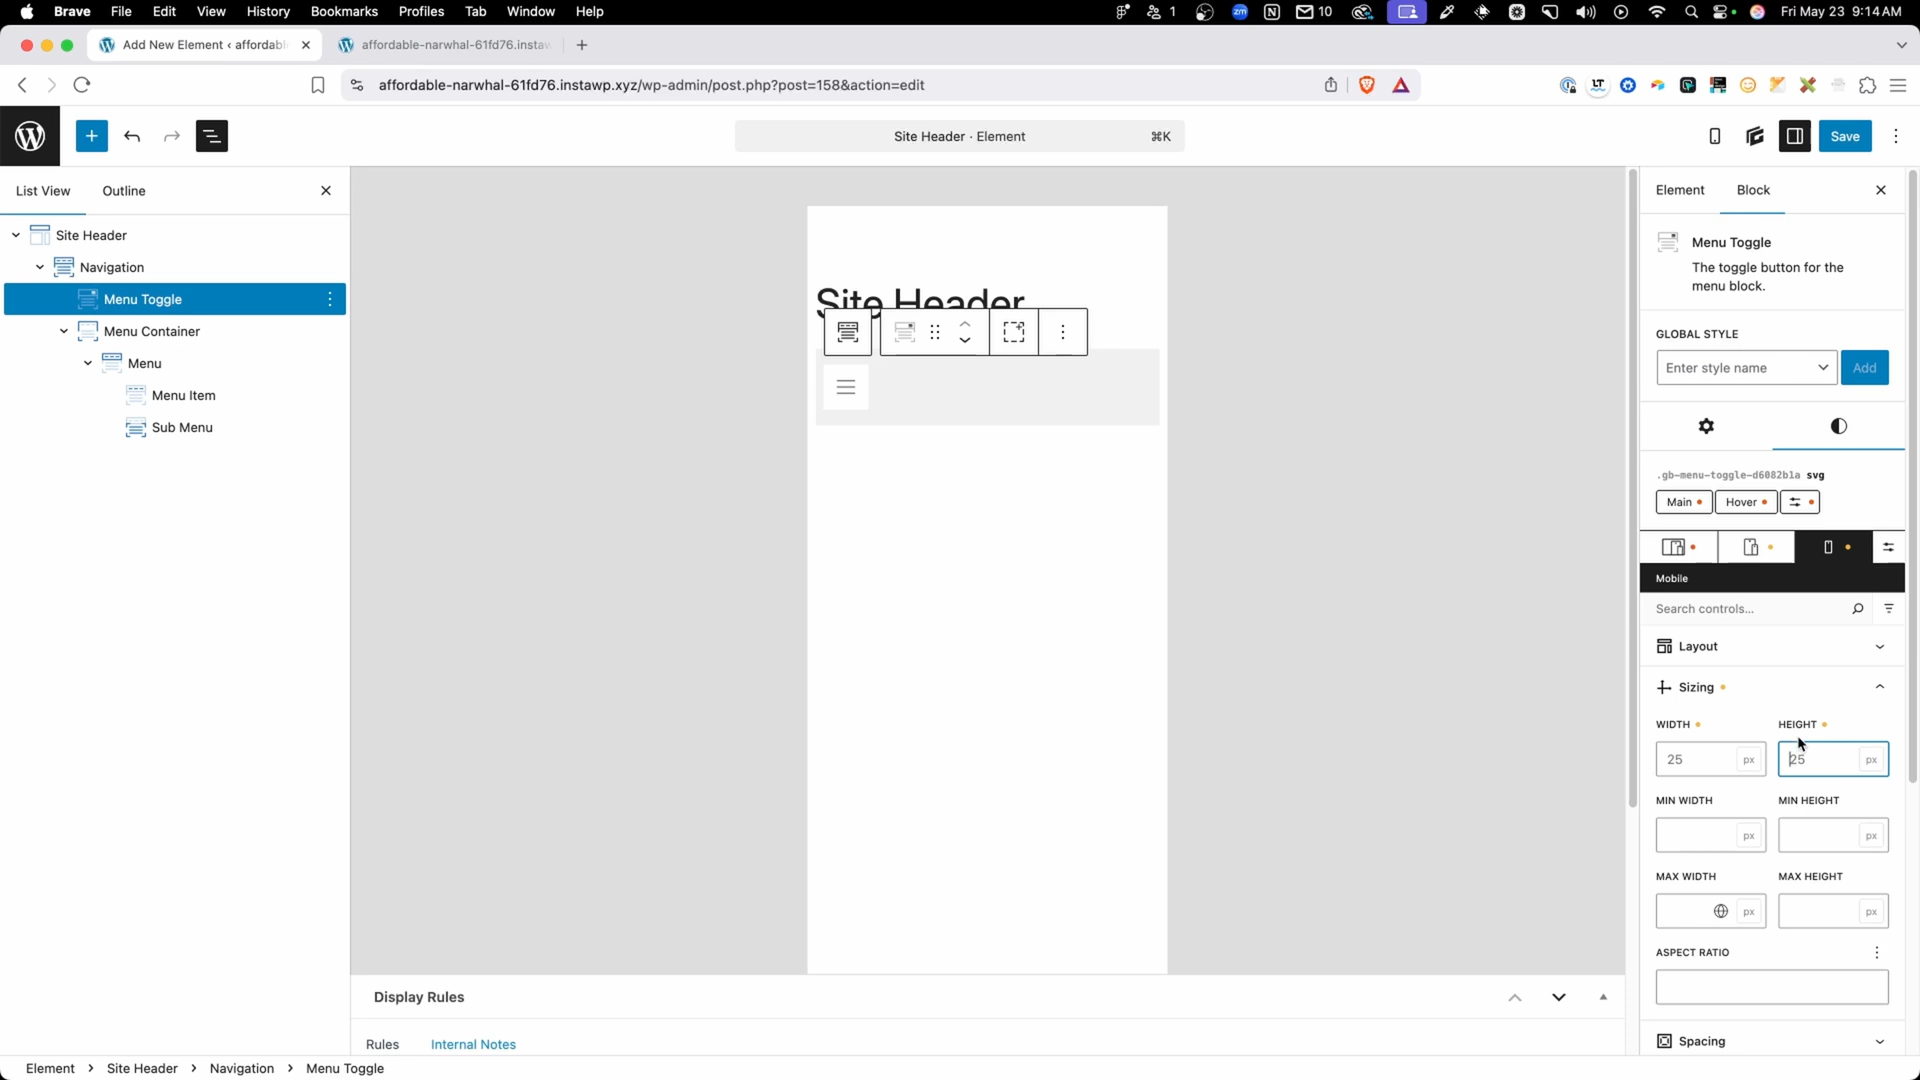 Brave File Edit View History Bookmarks Profiles Tab Window Help 1 zm 10 Fri May 23 9:14 AM
Add New Element ‹ affordabl
affordable-narwhal-61fd76.instaw
affordable-narwhal-61fd76.instawp.xyz/wp-admin/post.php?post=158&action=edit
Site Header · Element ⌘K
Save
List View
Outline
Site Header
Navigation
Menu Toggle
Menu Container
Menu
Menu Item
Sub Menu
Site Header
Display Rules
Rules
Internal Notes
Element
Block
Menu Toggle
The toggle button for the
menu block.
GLOBAL STYLE
Enter style name
Add
.gb-menu-toggle-d6082b1a svg
Main
Hover
Mobile
Search controls...
Layout
Sizing
WIDTH
HEIGHT
25 px
25 px
MIN WIDTH
MIN HEIGHT
px
px
MAX WIDTH
MAX HEIGHT
px
px
ASPECT RATIO
Spacing
Element › Site Header › Navigation › Menu Toggle